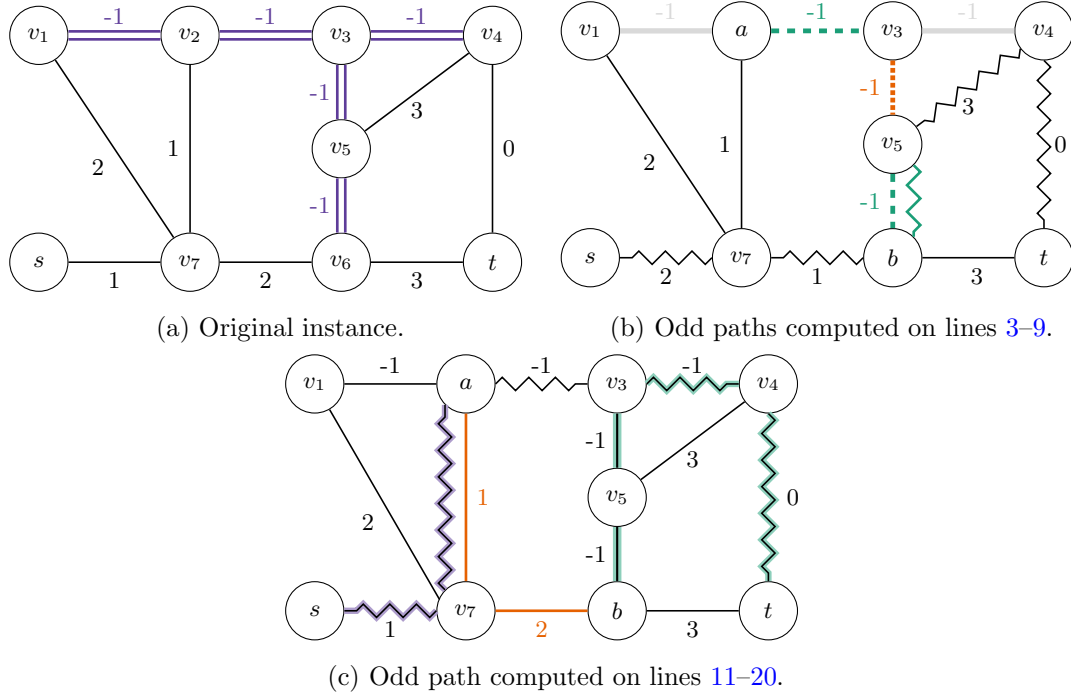 -1 -1 -1
v1 v2 v3 v4
-1
3
v5
2 1 0
-1
s v7 v6 t
1 2 3
(a) Original instance.
-1 -1 -1
v1 a v3 v4
-1
3
v5
2 1 0
-1
s v7 b t
2 1 3
(b) Odd paths computed on lines 3–9.
-1 -1 -1
v1 a v3 v4
-1
3
v5
2 1 0
-1
s v7 b t
1 2 3
(c) Odd path computed on lines 11–20.